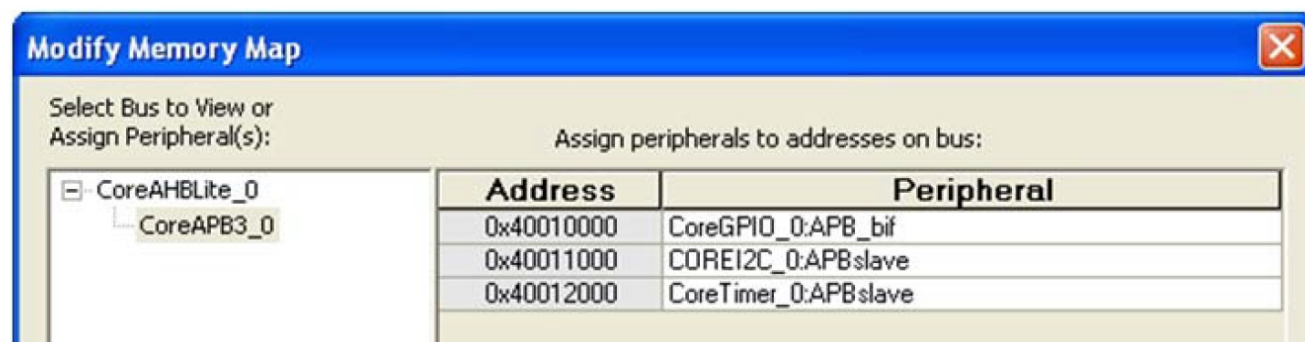 Modify Memory Map
Select Bus to View or
Assign Peripheral(s):
Assign peripherals to addresses on bus:
CoreAHBLite_0
CoreAPB3_0
Address Peripheral
0x40010000 CoreGPIO_0:APB_bif
0x40011000 COREI2C_0:APBslave
0x40012000 CoreTimer_0:APBslave